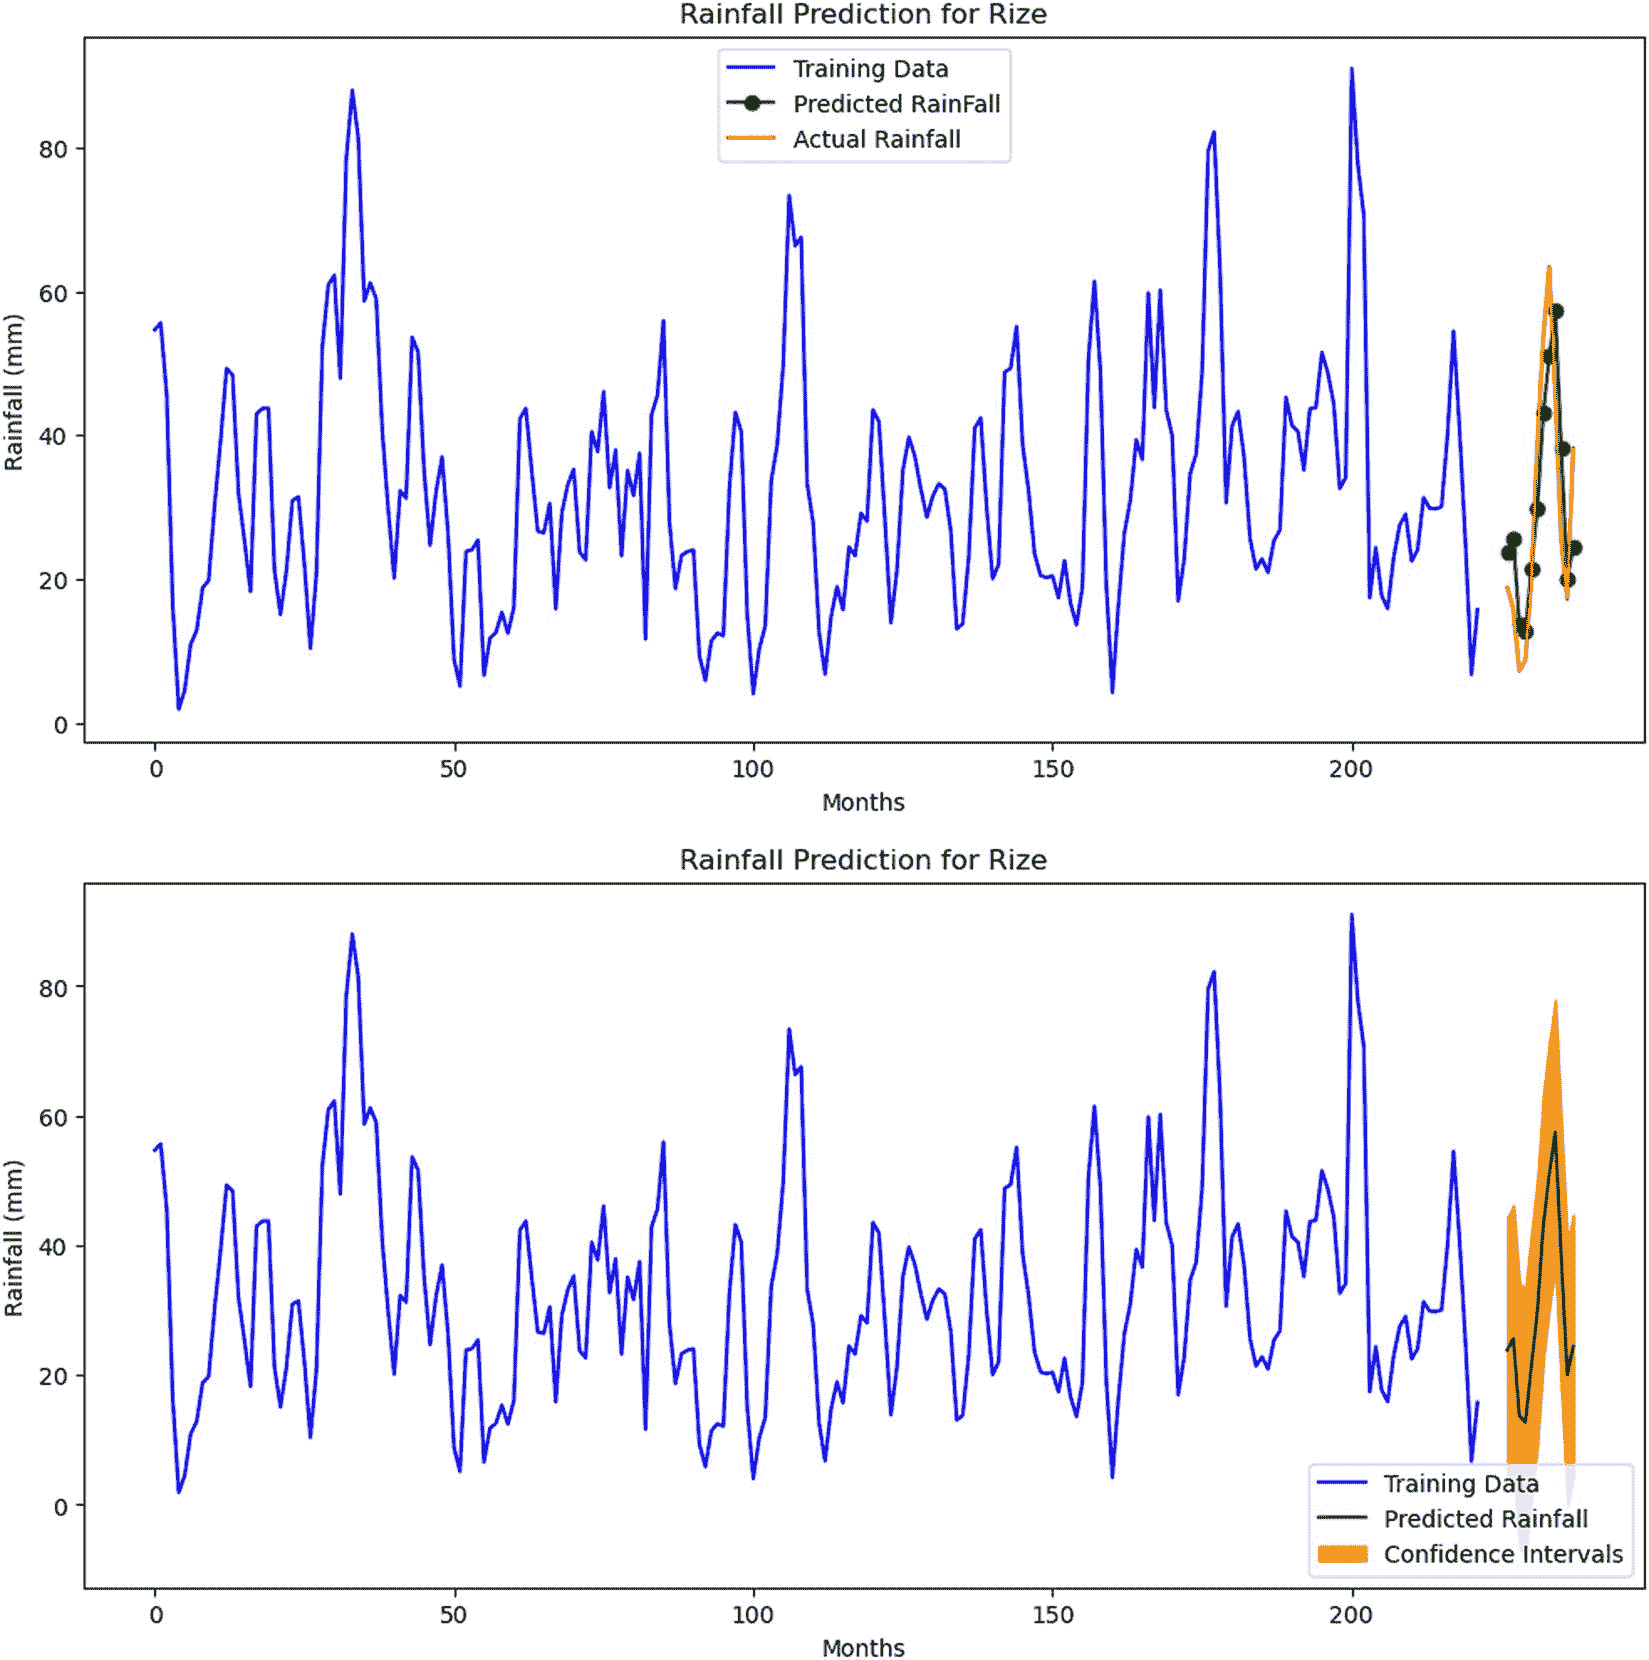 Rainfall Prediction for Rize
Training Data
Predicted RainFall
Actual Rainfall
80
60
40
20
0
Rainfall (mm)
0 50 100 150 200
Months
Rainfall Prediction for Rize
80
60
40
20
0
Rainfall (mm)
Training Data
Predicted Rainfall
Confidence Intervals
0 50 100 150 200
Months